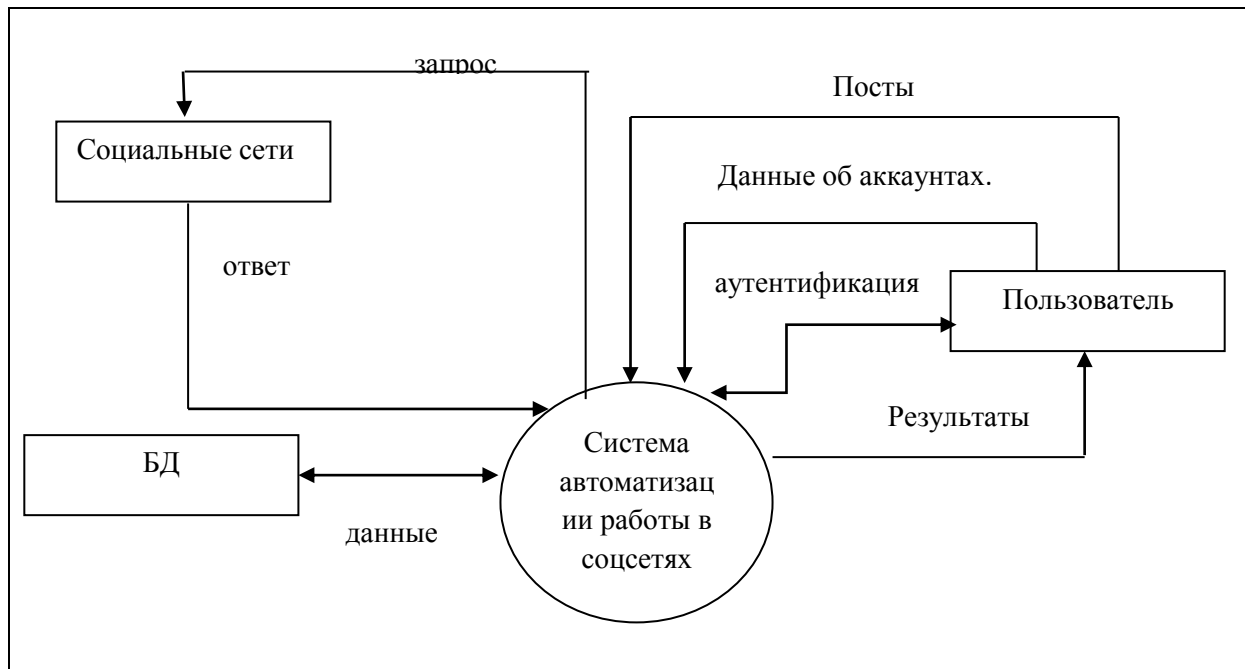 запрос
Посты
Социальные сети
Данные об аккаунтах.
ответ
аутентификация
Пользователь
Результаты
БД
Система
автоматизац
ии работы в
соцсетях
данные